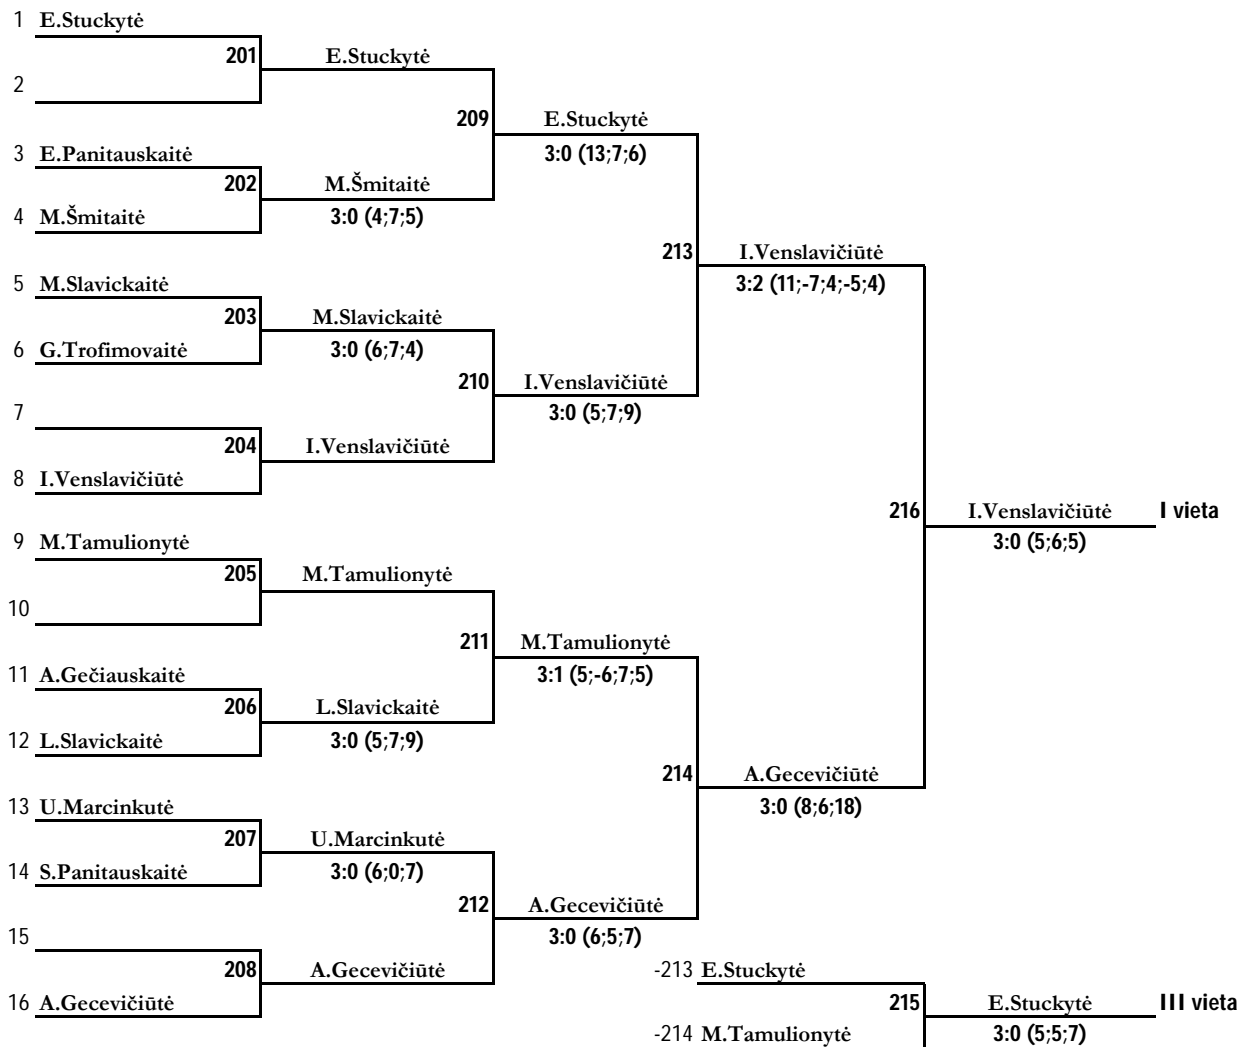 1 E.Stuckytė
201 E.Stuckytė
2
209 E.Stuckytė
3 E.Panitauskaitė 3:0 (13;7;6)
202 M.Šmitaitė
4 M.Šmitaitė 3:0 (4;7;5)
213 I.Venslavičiūtė
5 M.Slavickaitė 3:2 (11;-7;4;-5;4)
203 M.Slavickaitė
6 G.Trofimovaitė 3:0 (6;7;4)
210 I.Venslavičiūtė
7 3:0 (5;7;9)
204 I.Venslavičiūtė
8 I.Venslavičiūtė
216 I.Venslavičiūtė I vieta
9 M.Tamulionytė 3:0 (5;6;5)
205 M.Tamulionytė
10
211 M.Tamulionytė
11 A.Gečiauskaitė 3:1 (5;-6;7;5)
206 L.Slavickaitė
12 L.Slavickaitė 3:0 (5;7;9)
214 A.Gecevičiūtė
13 U.Marcinkutė 3:0 (8;6;18)
207 U.Marcinkutė
14 S.Panitauskaitė 3:0 (6;0;7)
212 A.Gecevičiūtė
15 3:0 (6;5;7)
208 A.Gecevičiūtė -213 E.Stuckytė
16 A.Gecevičiūtė 215 E.Stuckytė III vieta
-214 M.Tamulionytė 3:0 (5;5;7)